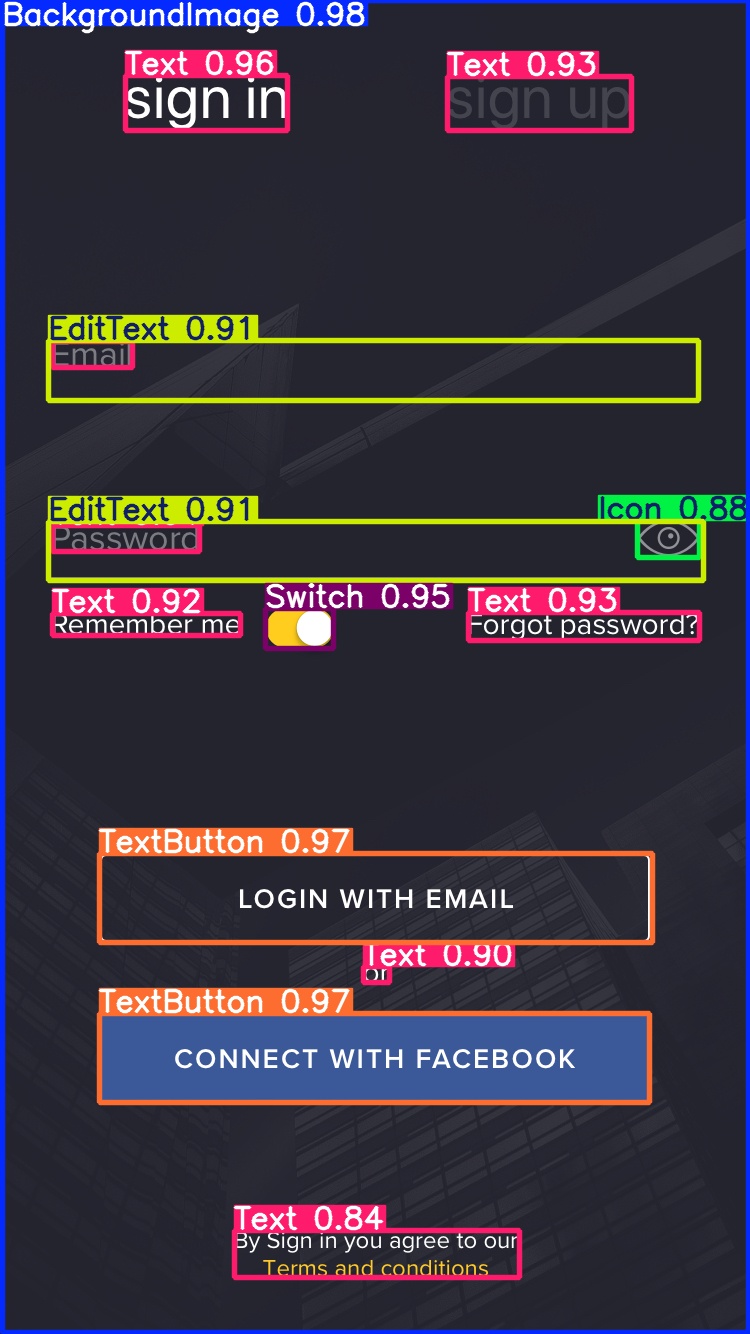 BackgroundImage 0.98
Text 0.96
Text 0.93
sign in
sign up
EditText 0.91
Email
EditText 0.91
Icon 0.88
Password
Text 0.92
Switch 0.95
Text 0.93
Remember me
Forgot password?
TextButton 0.97
LOGIN WITH EMAIL
Text 0.90
or
TextButton 0.97
CONNECT WITH FACEBOOK
Text 0.84
By Sign in you agree to our
Terms and conditions